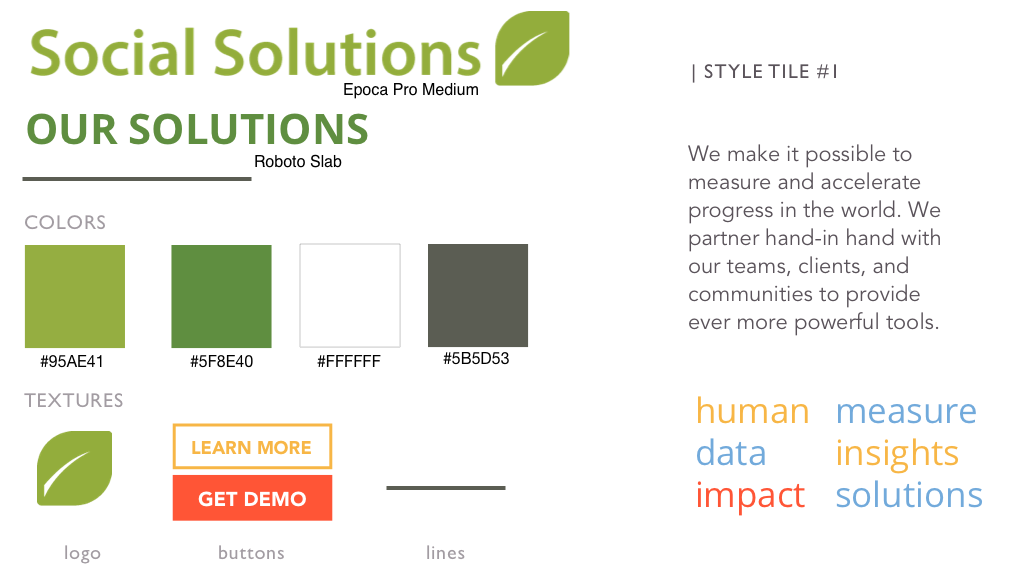 Social Solutions
Epoca Pro Medium
OUR SOLUTIONS
Roboto Slab
COLORS
#95AE41 #5F8E40 #FFFFFF #5B5D53
TEXTURES
LEARN MORE
GET DEMO
logo buttons lines
| STYLE TILE #1
We make it possible to
measure and accelerate
progress in the world. We
partner hand-in hand with
our teams, clients, and
communities to provide
ever more powerful tools.
human measure
data insights
impact solutions